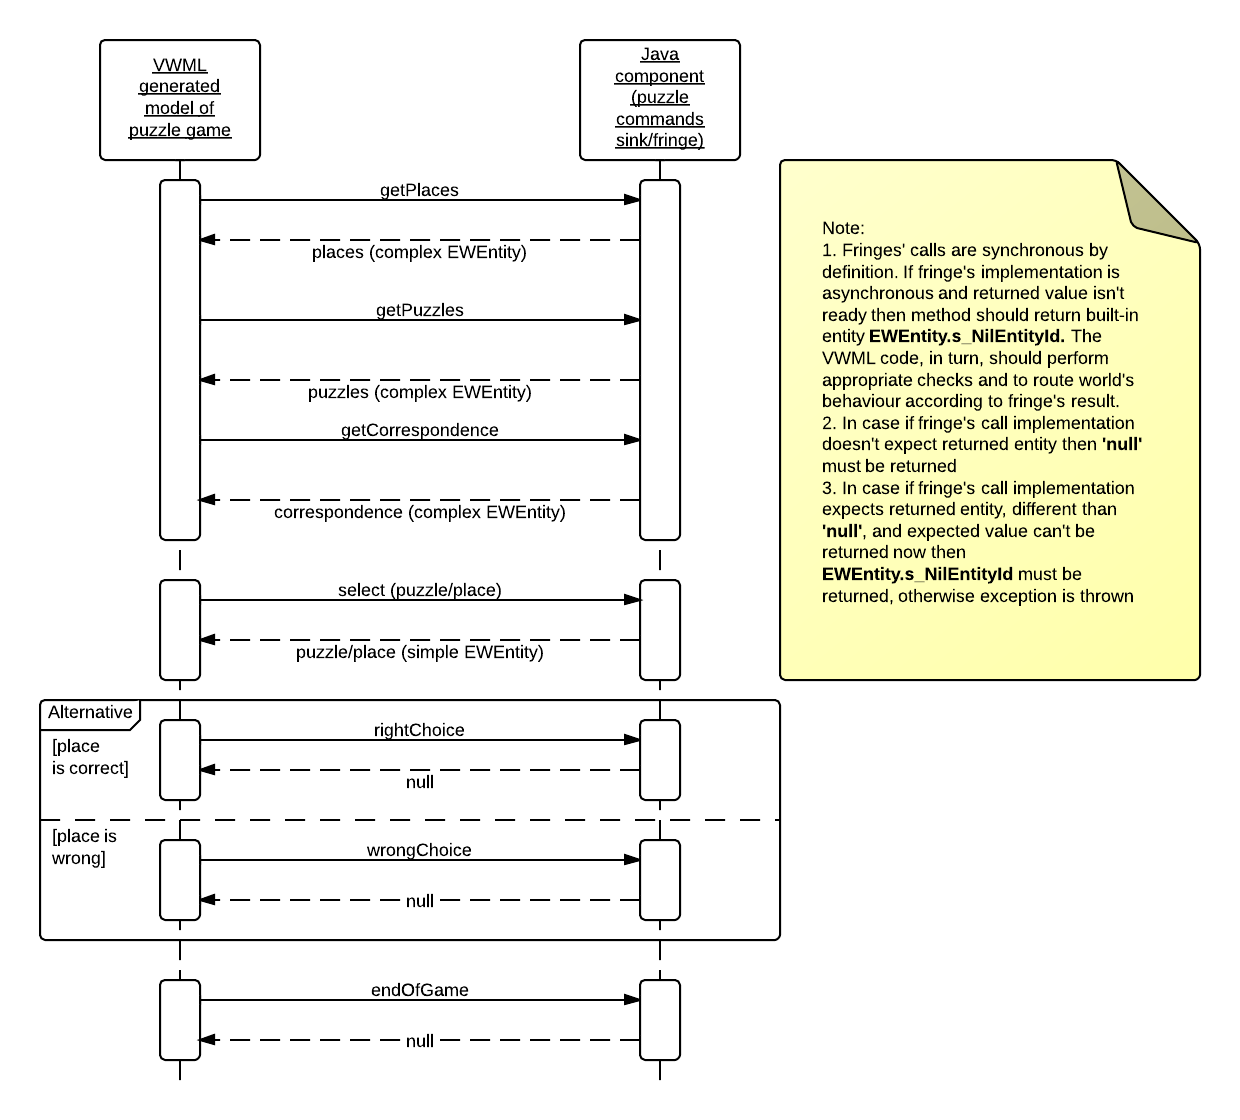 VWML
generated
model of
puzzle game
Java
component
(puzzle
commands
sink/fringe)
getPlaces
places (complex EWEntity)
getPuzzles
puzzles (complex EWEntity)
getCorrespondence
correspondence (complex EWEntity)
select (puzzle/place)
puzzle/place (simple EWEntity)
Alternative
[place
is correct]
rightChoice
null
[place is
wrong]
wrongChoice
null
endOfGame
null
Note:
1. Fringes' calls are synchronous by
definition. If fringe's implementation is
asynchronous and returned value isn't
ready then method should return built-in
entity EWEntity.s_NilEntityId. The
VWML code, in turn, should perform
appropriate checks and to route world's
behaviour according to fringe's result.
2. In case if fringe's call implementation
doesn't expect returned entity then 'null'
must be returned
3. In case if fringe's call implementation
expects returned entity, different than
'null', and expected value can't be
returned now then
EWEntity.s_NilEntityId must be
returned, otherwise exception is thrown